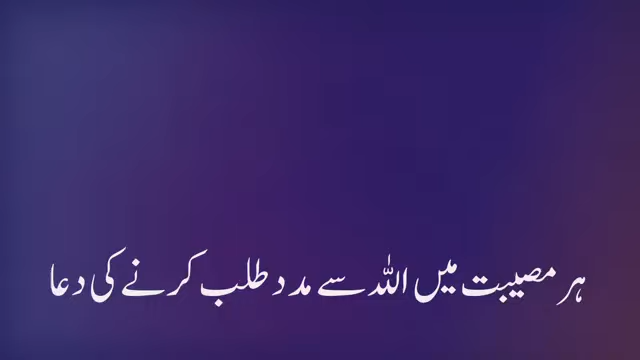 ہر مصیبت میں اللہ سے مدد طلب کرنے کی دعا